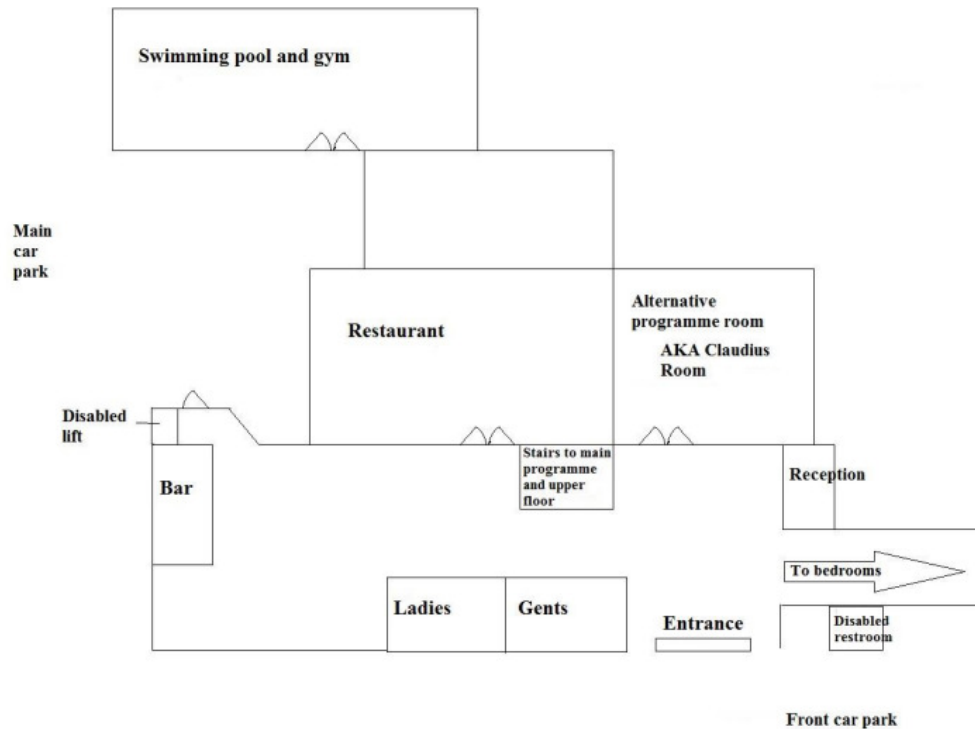 Swimming pool and gym
Main
car
park
Alternative
programme room
AKA Claudius
Room
Restaurant
Disabled
lift
Bar
Stairs to main
programme
and upper
floor
Reception
To bedrooms
Ladies
Gents
Entrance
Disabled
restroom
Front car park